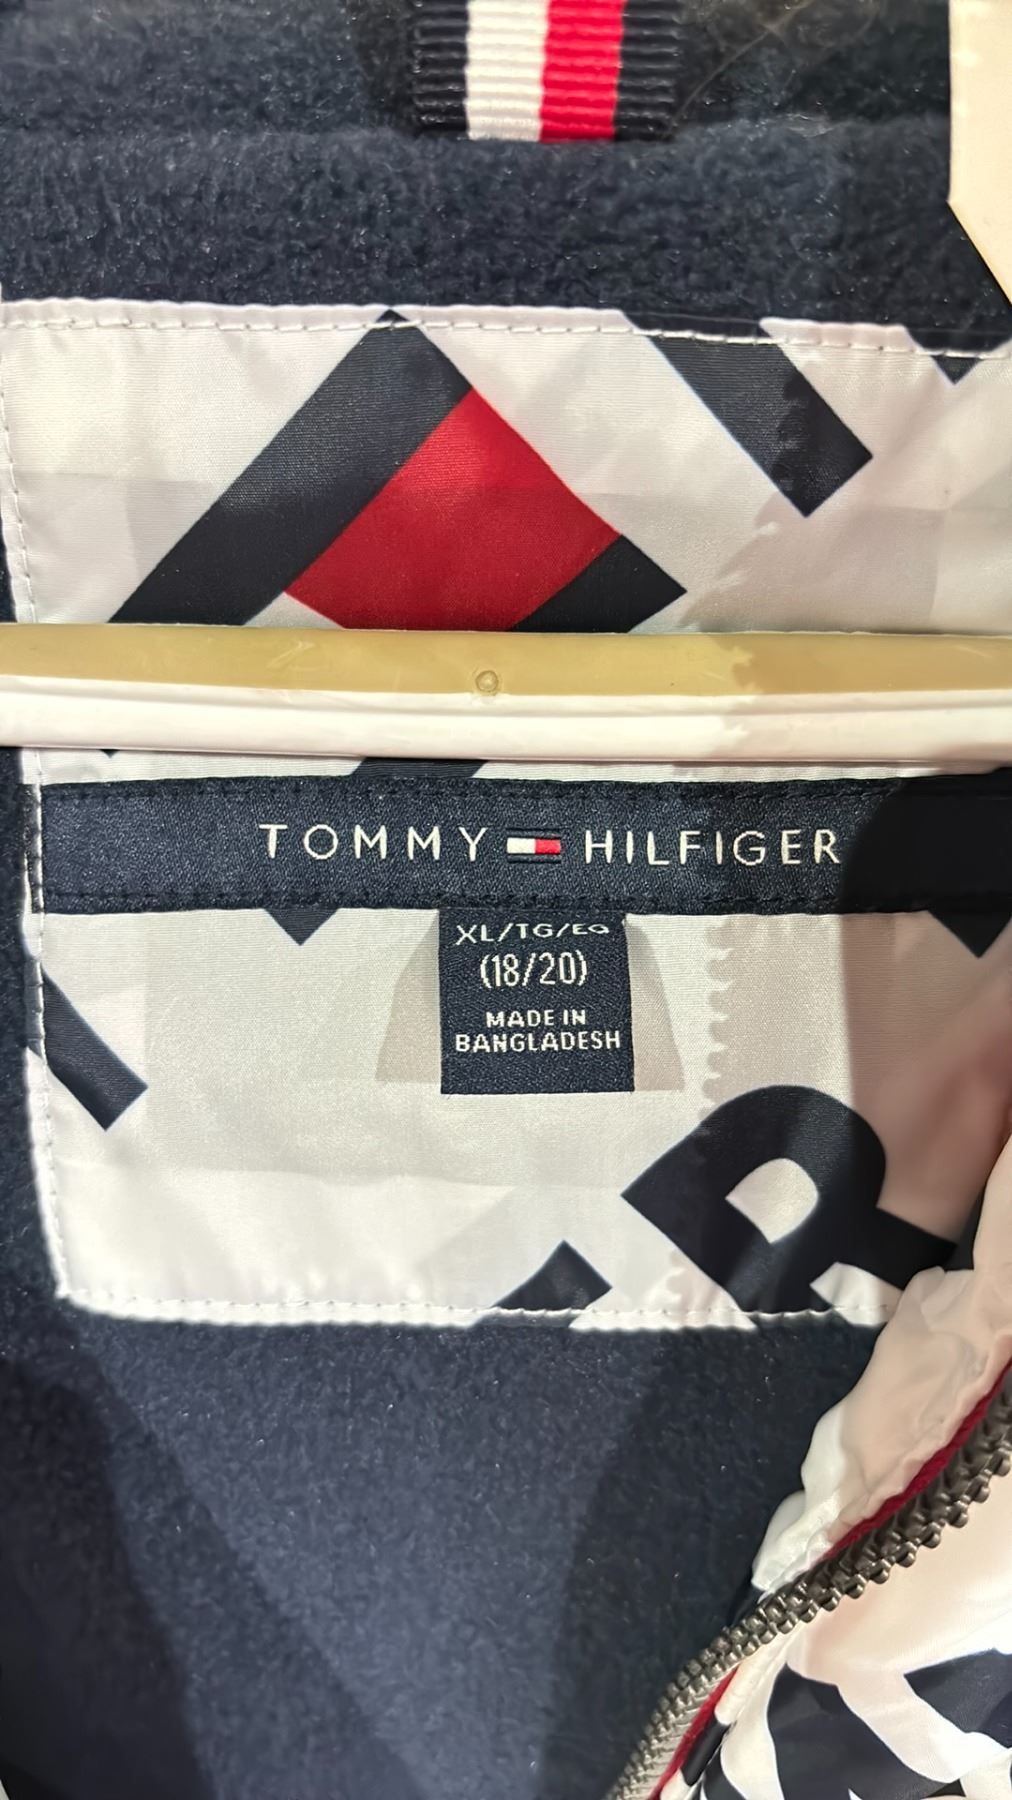 TOMMY HILFIGER
XL/TG/EG
(18/20)
MADE IN
BANGLADESH